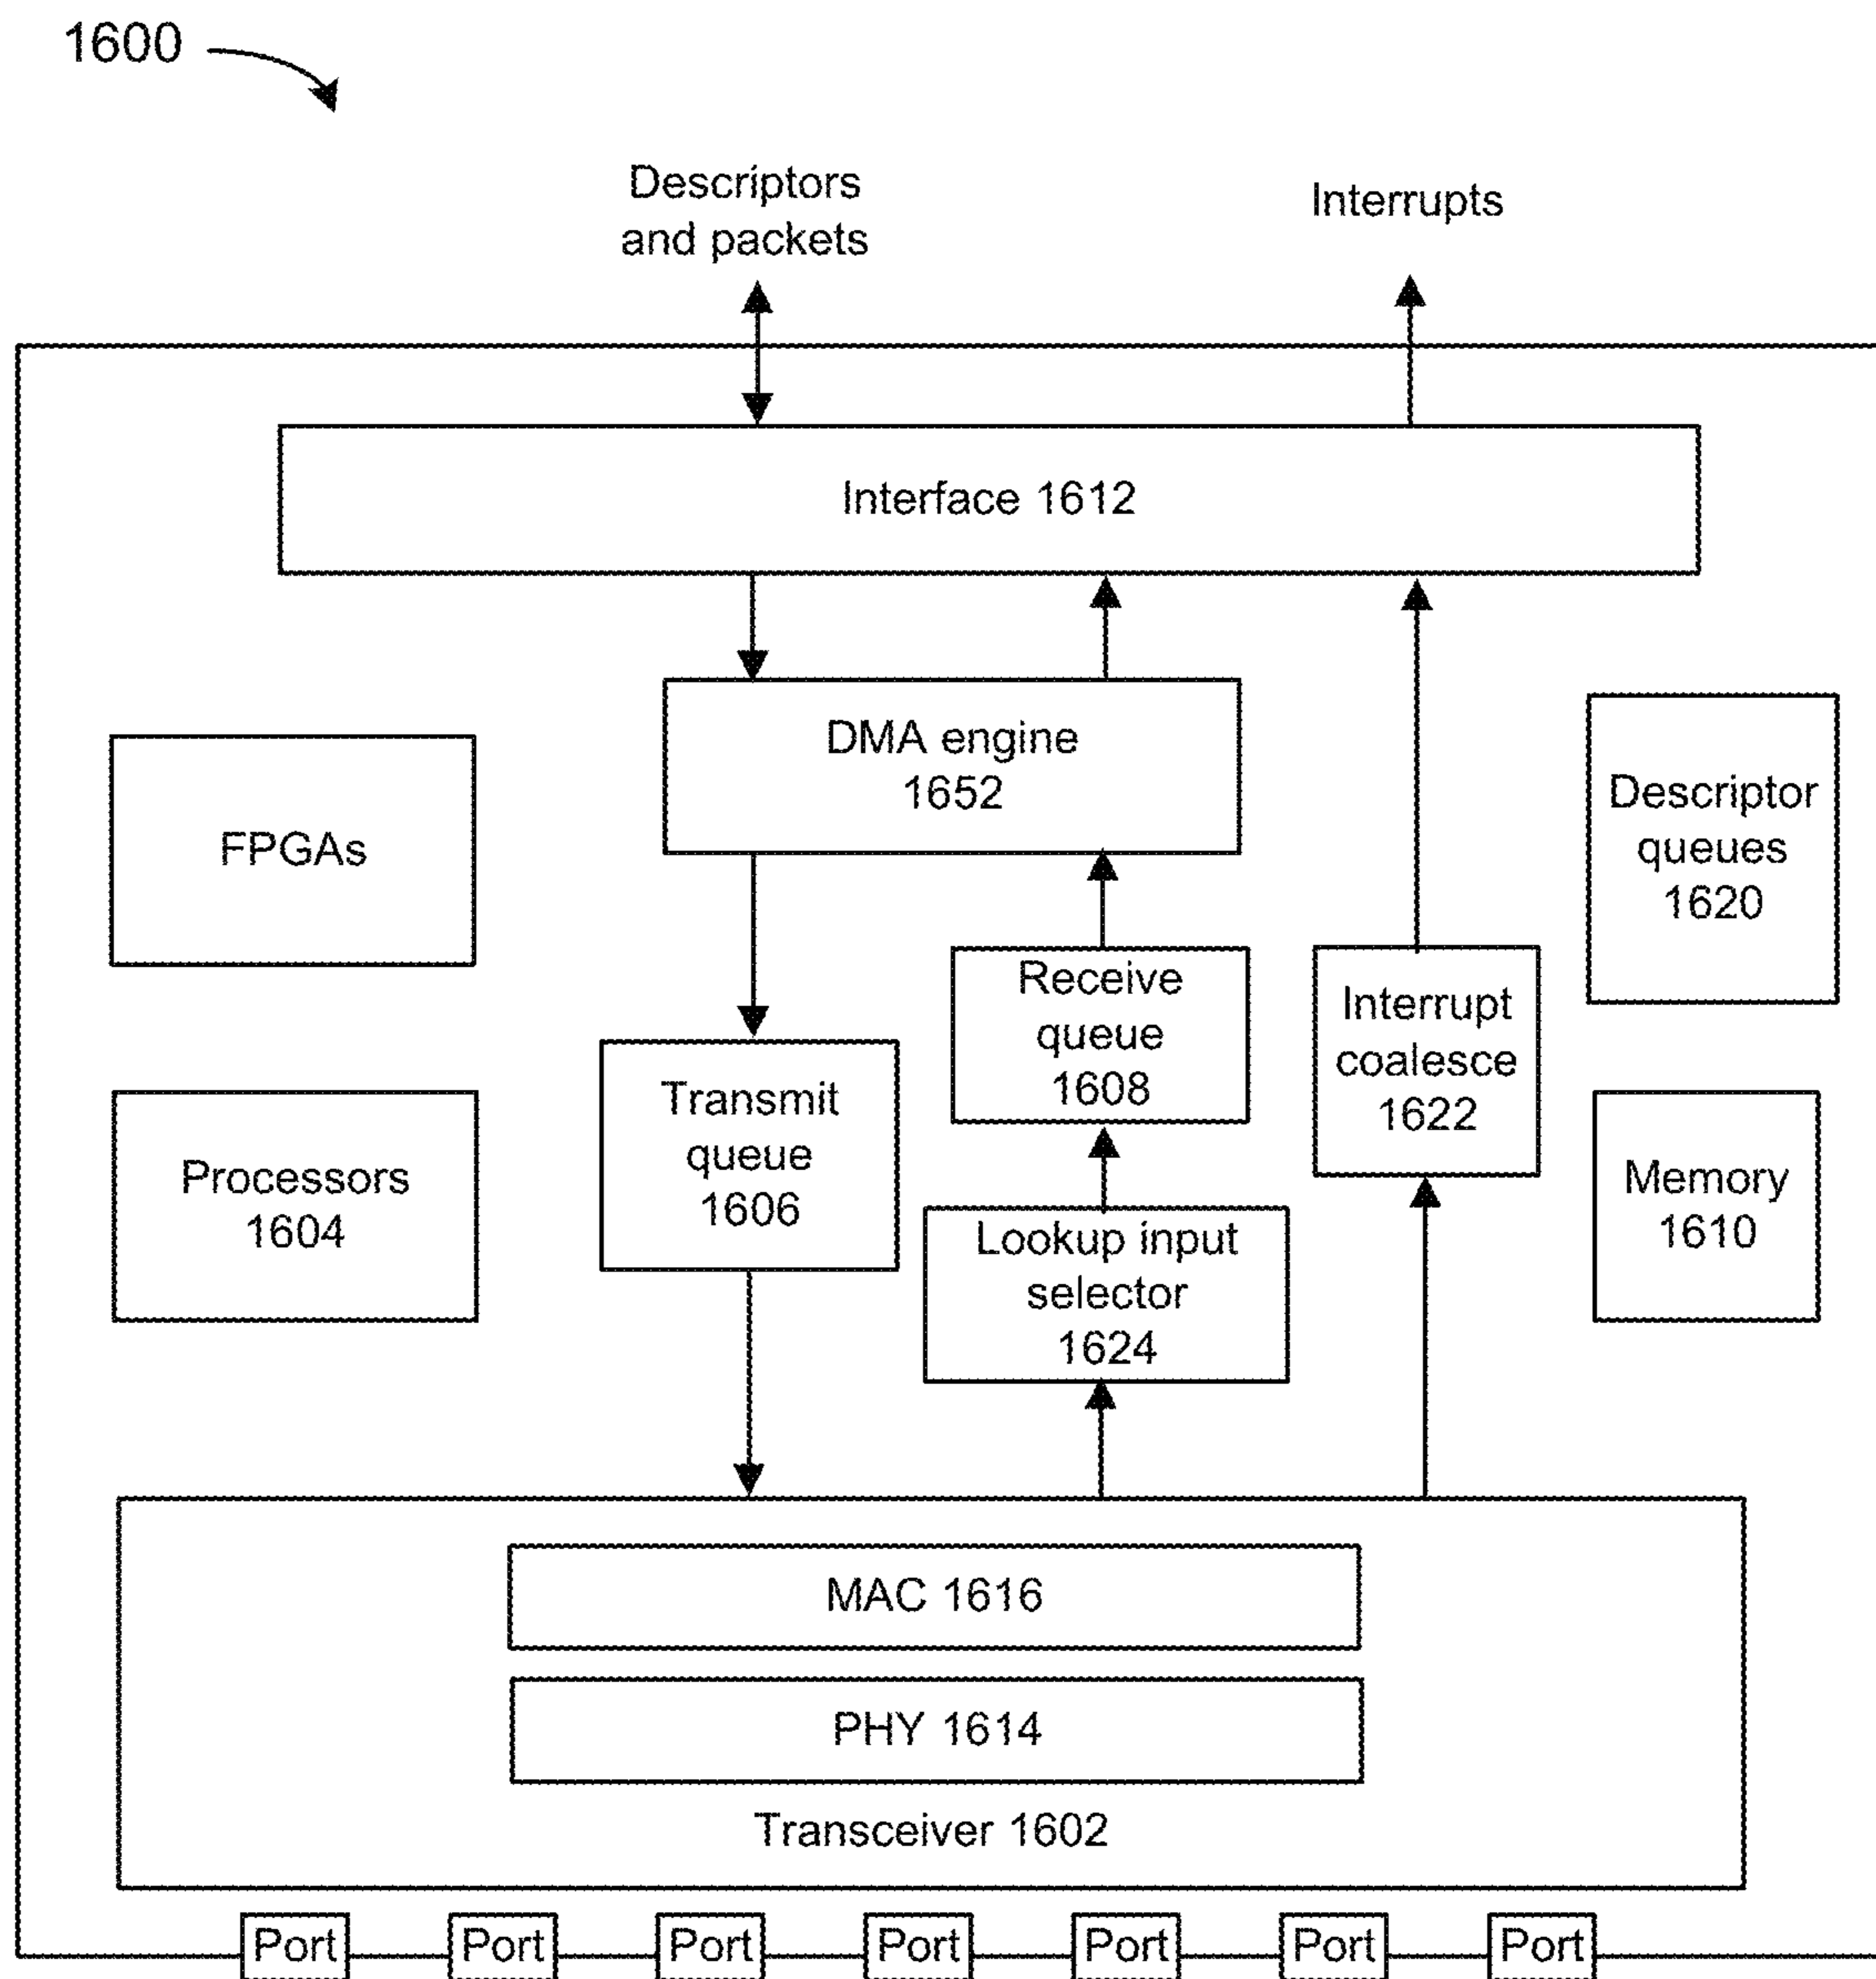 1600
Descriptors
and packets
Interrupts
Interface 1612
DMA engine
1652
FPGAs
Descriptor
queues
1620
Receive
queue
1608
Interrupt
coalesce
1622
Transmit
queue
1606
Processors
1604
Memory
1610
Lookup input
selector
1624
MAC 1616
PHY 1614
Transceiver 1602
Port Port Port Port Port Port Port